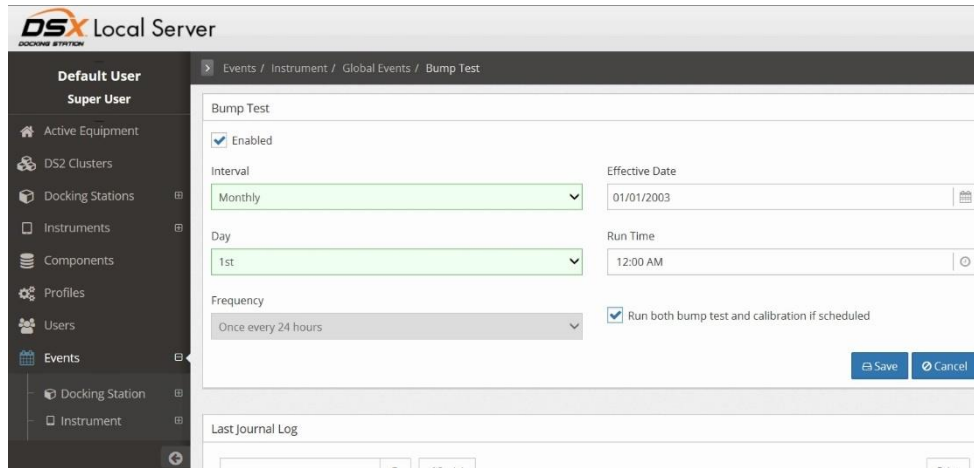 DSX Local Server
DOCKING STATION
Default User
Super User
Active Equipment
DS2 Clusters
Docking Stations
Instruments
Components
Profiles
Users
Events
Docking Station
Instrument
Events / Instrument / Global Events / Bump Test
Bump Test
Enabled
Interval
Monthly
Effective Date
01/01/2003
Day
1st
Run Time
12:00 AM
Frequency
Once every 24 hours
Run both bump test and calibration if scheduled
Save
Cancel
Last Journal Log